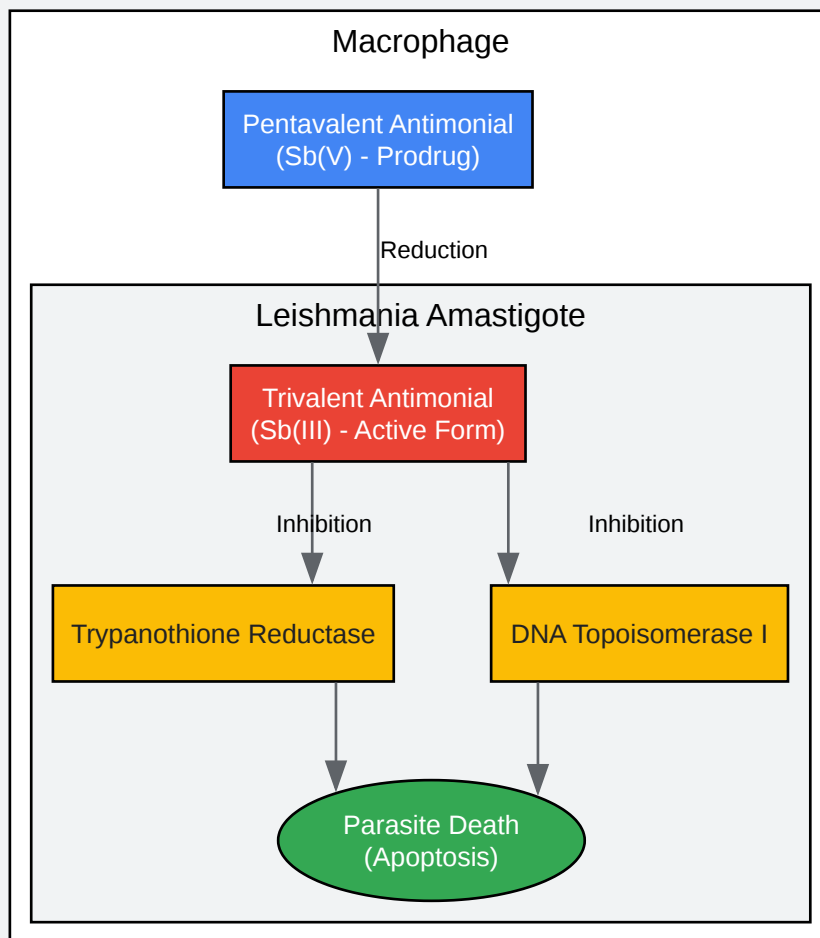 Macrophage
Pentavalent Antimonial
(Sb(V) - Prodrug)
Reduction
Leishmania Amastigote
Trivalent Antimonial
(Sb(III) - Active Form)
Inhibition
Inhibition
Trypanothione Reductase
DNA Topoisomerase I
Parasite Death
(Apoptosis)